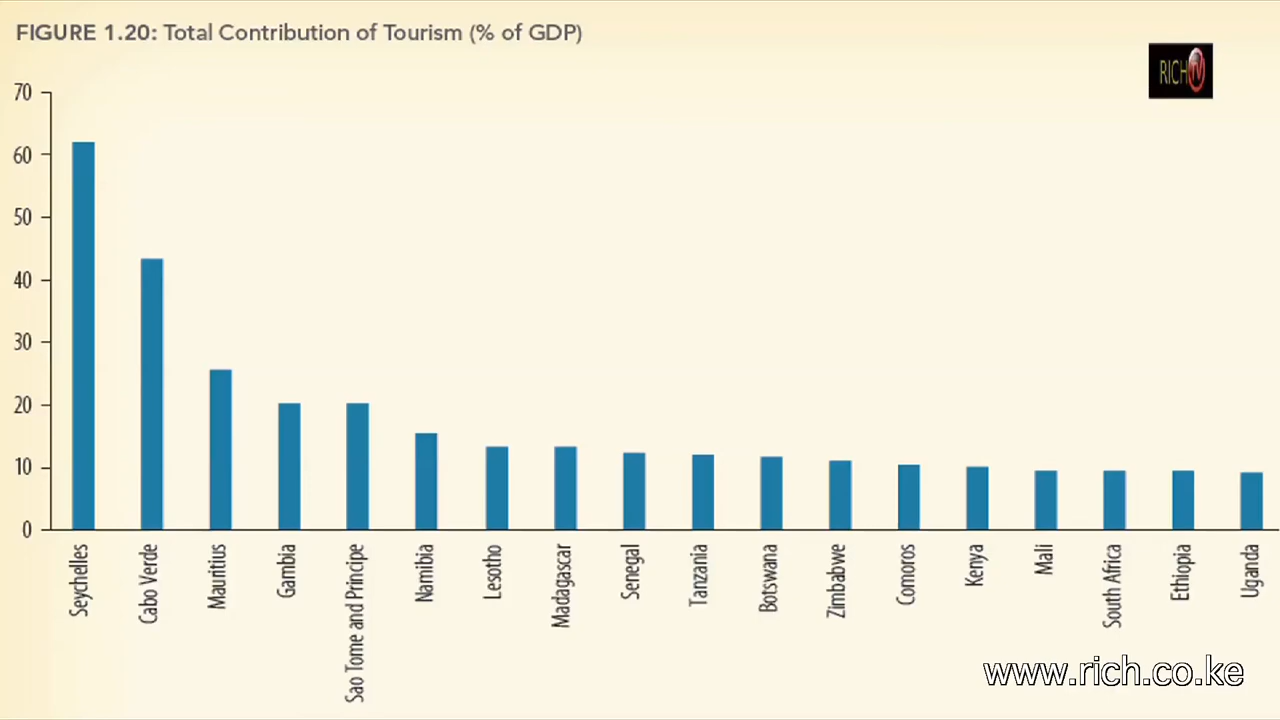 FIGURE 1.20: Total Contribution of Tourism (% of GDP)
RICH TV
70
60
50
40
30
20
10
0
Seychelles
Cabo Verde
Mauritius
Gambia
Sao Tome and Principe
Namibia
Lesotho
Madagascar
Senegal
Tanzania
Botswana
Zimbabwe
Comoros
Kenya
Mali
South Africa
Ethiopia
Uganda
www.rich.co.ke